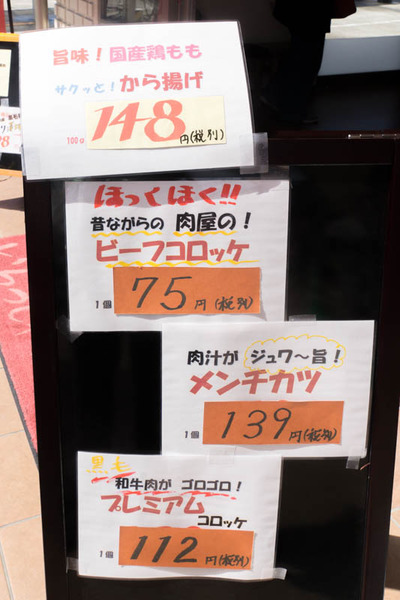 旨味！国産鶏もも
サクッと！から揚げ
100g 148円(税別)
ほっくほく!!
昔ながらの 肉屋の！
ビーフコロッケ
1個 75円(税別)
肉汁が ジュワ〜旨！
メンチカツ
1個 139円(税別)
黒毛
和牛肉が ゴロゴロ！
プレミアム
コロッケ
1個 112円(税別)